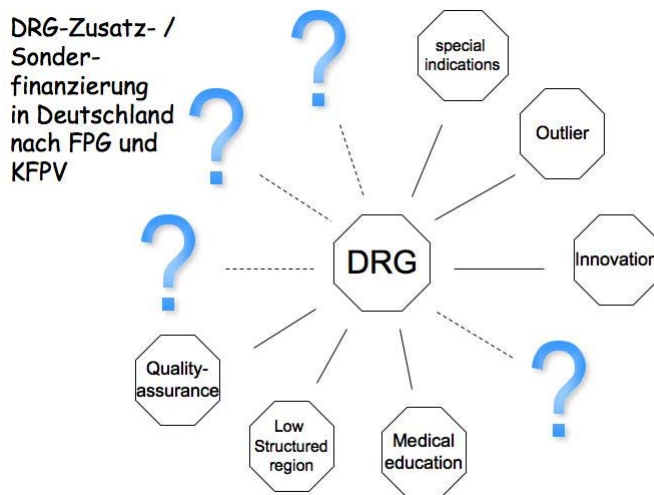 DRG-Zusatz- /
Sonder-
finanzierung
in Deutschland
nach FPG und
KFPV
?
special
indications
?
Outlier
?
DRG
Innovation
Quality-
assurance
?
Low
Structured
region
Medical
education